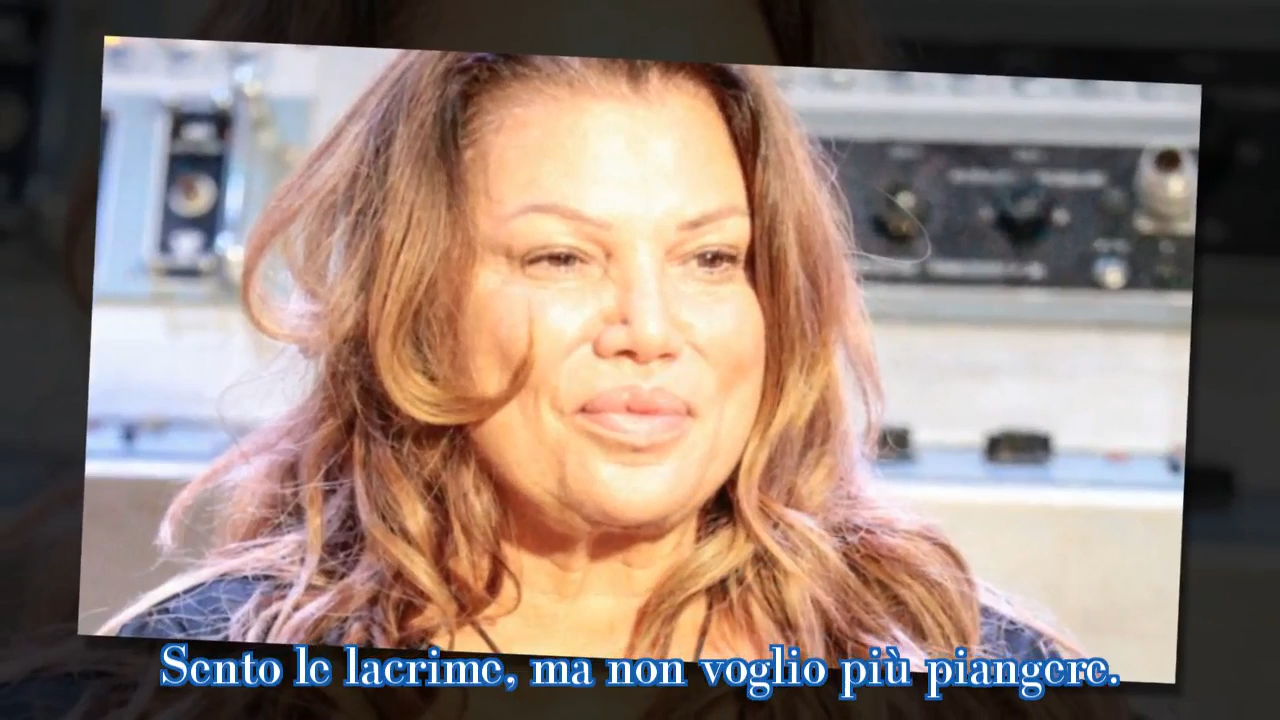 Sento le lacrime, ma non voglio più piangere.